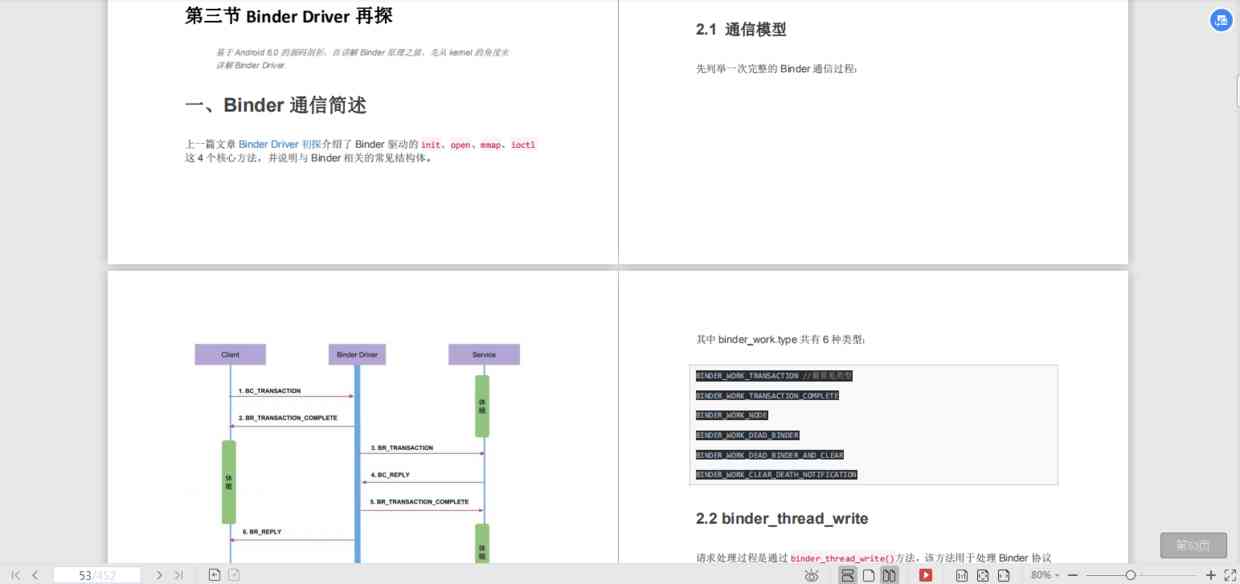 第三节 Binder Driver 再探
基于 Android 6.0 的源码剖析，在讲解 Binder 原理之前，先从 kernel 的角度来
讲解 Binder Driver.
一、Binder 通信简述
上一篇文章 Binder Driver 初探介绍了 Binder 驱动的 init、open、mmap、ioctl
这 4 个核心方法，并说明与 Binder 相关的常见结构体。
2.1 通信模型
先列举一次完整的 Binder 通信过程：
Client
Binder Driver
Service
1. BC_TRANSACTION
休眠
2. BR_TRANSACTION_COMPLETE
3. BR_TRANSACTION
4. BC_REPLY
休眠
5. BR_TRANSACTION_COMPLETE
6. BR_REPLY
休眠
其中 binder_work.type 共有 6 种类型：
BINDER_WORK_TRANSACTION //最常见类型
BINDER_WORK_TRANSACTION_COMPLETE
BINDER_WORK_NODE
BINDER_WORK_DEAD_BINDER
BINDER_WORK_DEAD_BINDER_AND_CLEAR
BINDER_WORK_CLEAR_DEATH_NOTIFICATION
2.2 binder_thread_write
请求处理过程是通过 binder_thread_write()方法，该方法用于处理 Binder 协议
第53页
53/452
80%